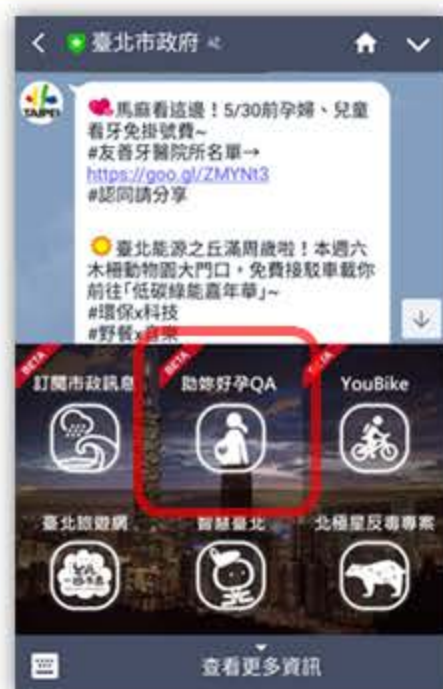 臺北市政府
TAIPEI
馬麻看這邊！5/30前孕婦、兒童
看牙免掛號費~
#友善牙醫院所名單→
https://goo.gl/ZMYNt3
#認同請分享
臺北能源之丘滿周歲啦！本週六
木柵動物園大門口，免費接駁車載你
前往「低碳綠能嘉年華」~
#環保x科技
#野餐x音樂
BETA
BETA
BETA
訂閱市政訊息
助妳好孕QA
YouBike
臺北旅遊網
智慧臺北
北極星反毒專案
查看更多資訊